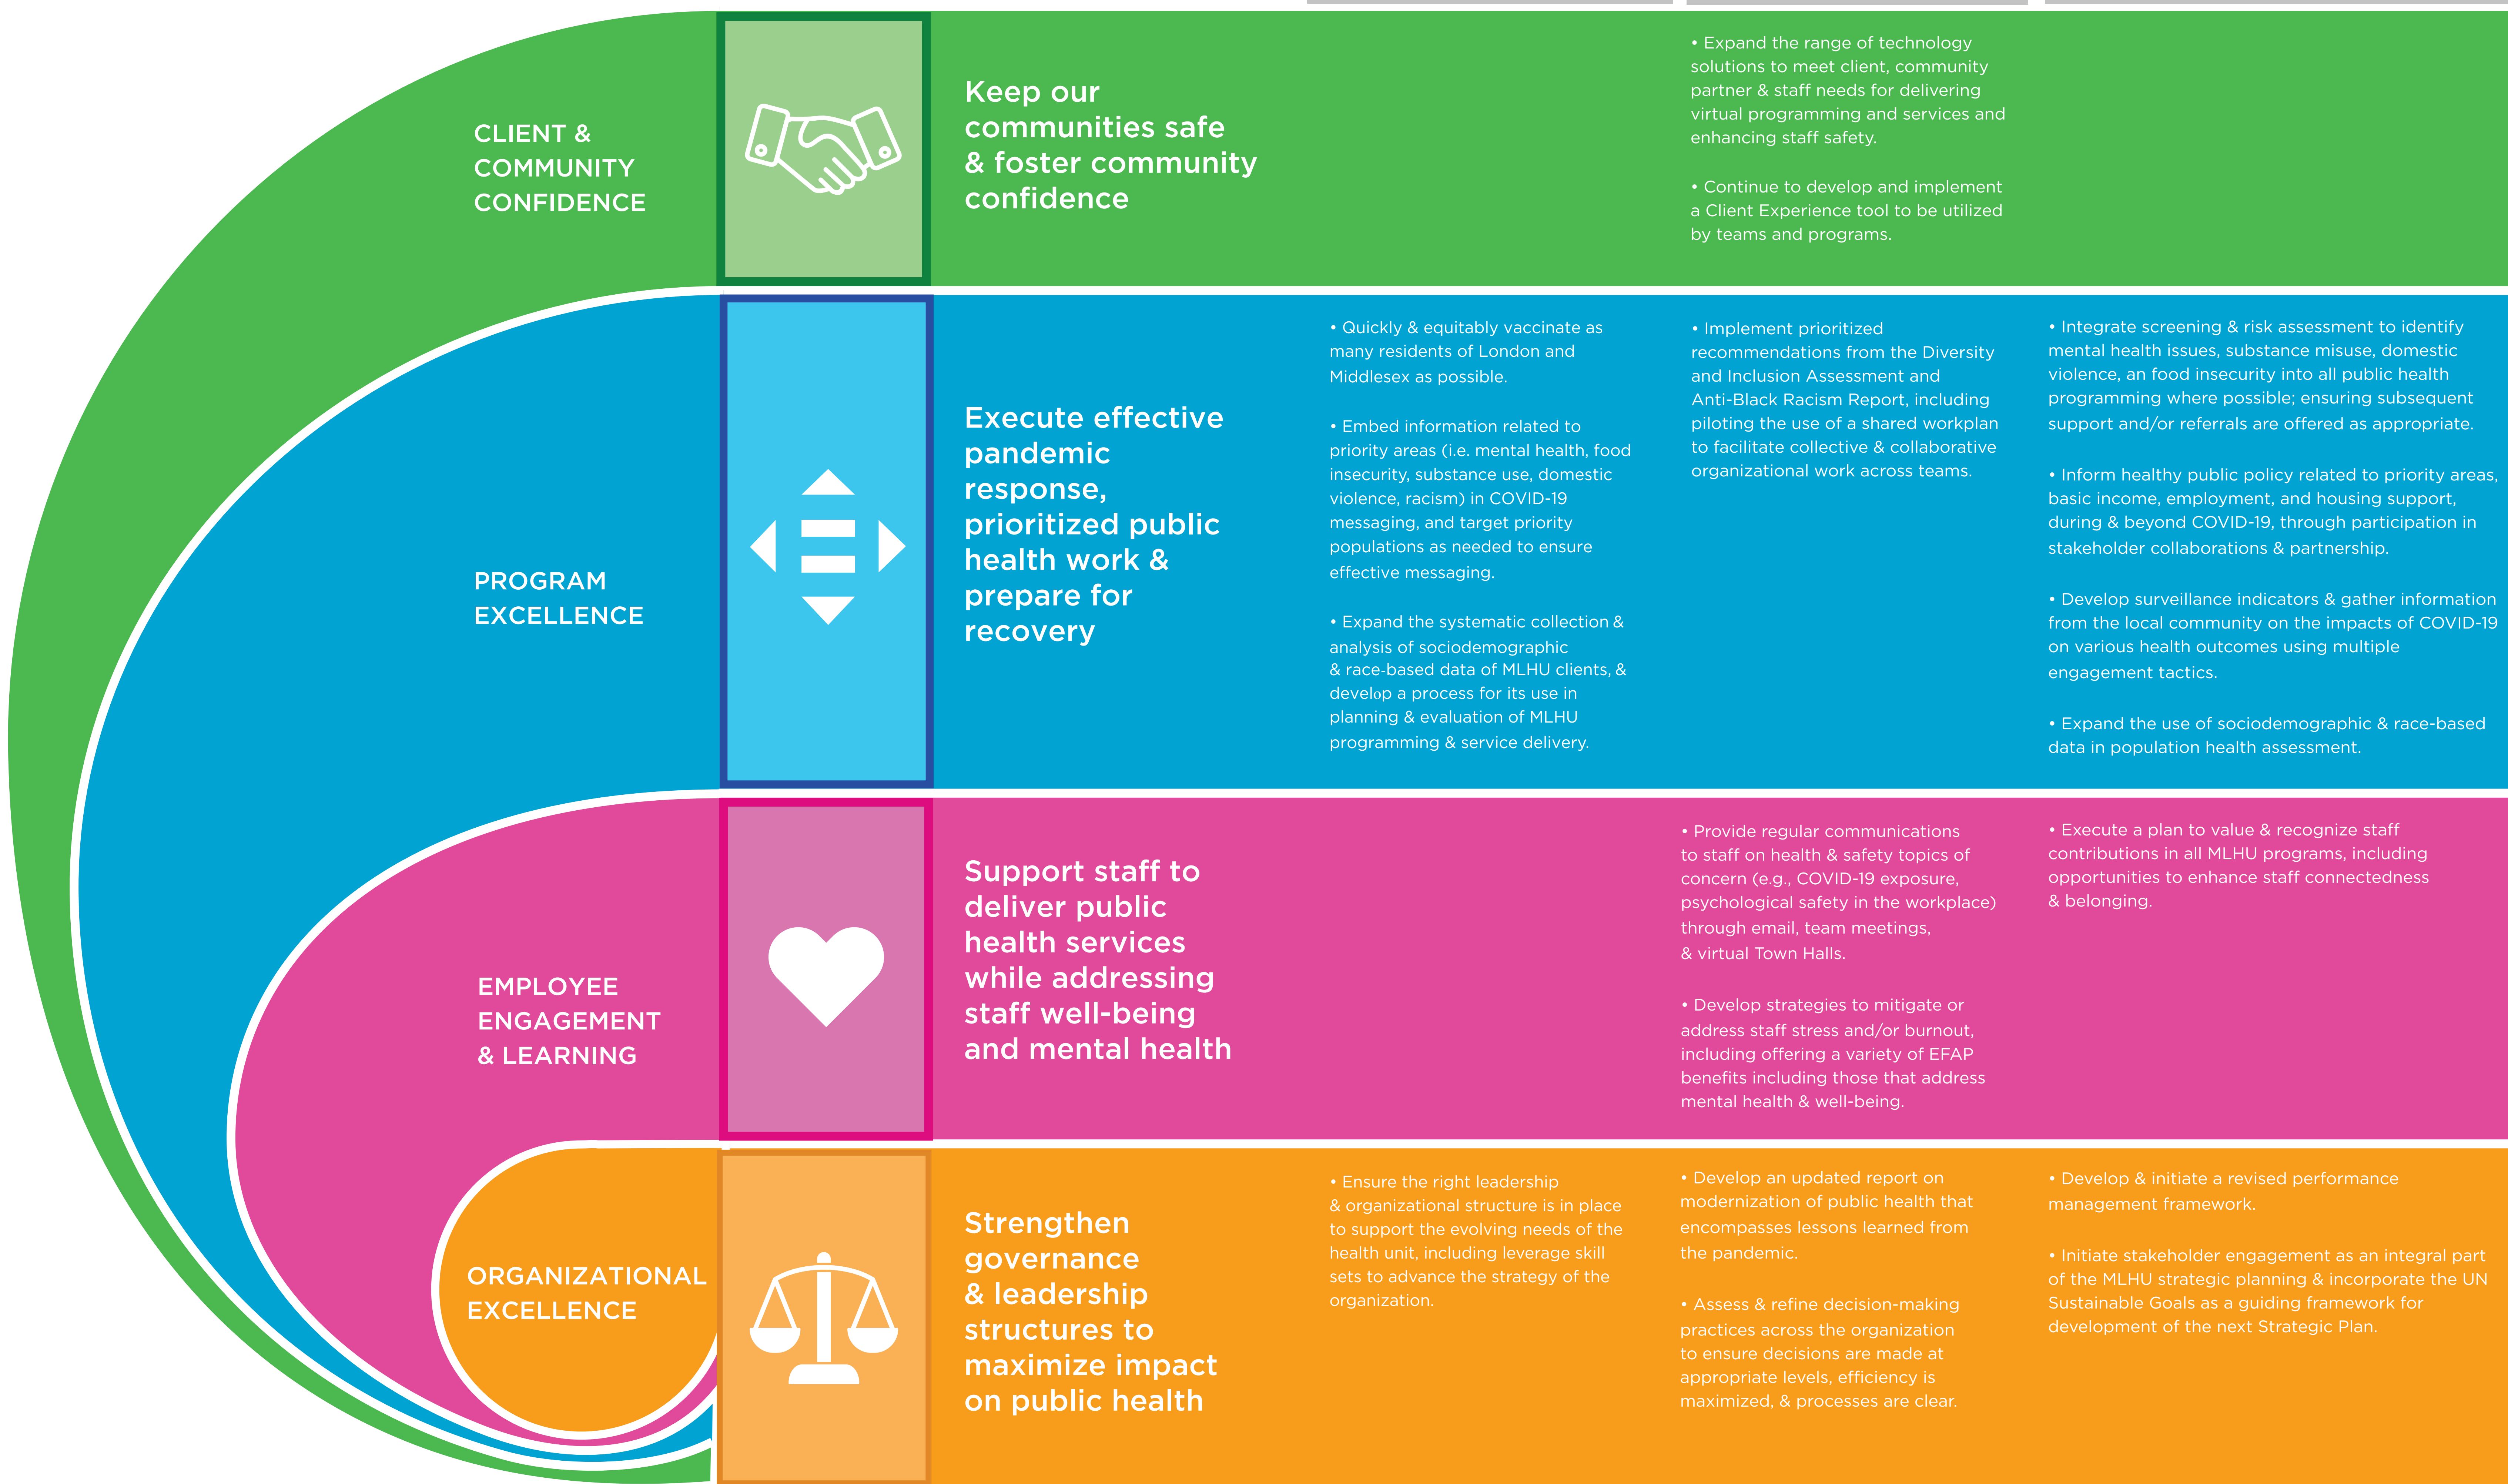 CLIENT &
COMMUNITY
CONFIDENCE
Keep our
communities safe
& foster community
confidence
• Expand the range of technology
solutions to meet client, community
partner & staff needs for delivering
virtual programming and services and
enhancing staff safety.
• Continue to develop and implement
a Client Experience tool to be utilized
by teams and programs.
PROGRAM
EXCELLENCE
Execute effective
pandemic
response,
prioritized public
health work &
prepare for
recovery
• Quickly & equitably vaccinate as
many residents of London and
Middlesex as possible.
• Embed information related to
priority areas (i.e. mental health, food
insecurity, substance use, domestic
violence, racism) in COVID-19
messaging, and target priority
populations as needed to ensure
effective messaging.
• Expand the systematic collection &
analysis of sociodemographic
& race-based data of MLHU clients, &
develop a process for its use in
planning & evaluation of MLHU
programming & service delivery.
• Implement prioritized
recommendations from the Diversity
and Inclusion Assessment and
Anti-Black Racism Report, including
piloting the use of a shared workplan
to facilitate collective & collaborative
organizational work across teams.
• Integrate screening & risk assessment to identify
mental health issues, substance misuse, domestic
violence, an food insecurity into all public health
programming where possible; ensuring subsequent
support and/or referrals are offered as appropriate.
• Inform healthy public policy related to priority areas,
basic income, employment, and housing support,
during & beyond COVID-19, through participation in
stakeholder collaborations & partnership.
• Develop surveillance indicators & gather information
from the local community on the impacts of COVID-19
on various health outcomes using multiple
engagement tactics.
• Expand the use of sociodemographic & race-based
data in population health assessment.
EMPLOYEE
ENGAGEMENT
& LEARNING
Support staff to
deliver public
health services
while addressing
staff well-being
and mental health
• Provide regular communications
to staff on health & safety topics of
concern (e.g., COVID-19 exposure,
psychological safety in the workplace)
through email, team meetings,
& virtual Town Halls.
• Develop strategies to mitigate or
address staff stress and/or burnout,
including offering a variety of EFAP
benefits including those that address
mental health & well-being.
• Execute a plan to value & recognize staff
contributions in all MLHU programs, including
opportunities to enhance staff connectedness
& belonging.
ORGANIZATIONAL
EXCELLENCE
Strengthen
governance
& leadership
structures to
maximize impact
on public health
• Ensure the right leadership
& organizational structure is in place
to support the evolving needs of the
health unit, including leverage skill
sets to advance the strategy of the
organization.
• Develop an updated report on
modernization of public health that
encompasses lessons learned from
the pandemic.
• Assess & refine decision-making
practices across the organization
to ensure decisions are made at
appropriate levels, efficiency is
maximized, & processes are clear.
• Develop & initiate a revised performance
management framework.
• Initiate stakeholder engagement as an integral part
of the MLHU strategic planning & incorporate the UN
Sustainable Goals as a guiding framework for
development of the next Strategic Plan.